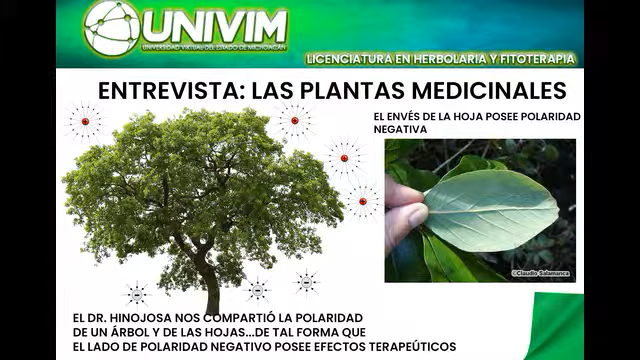 UNIVIM
UNIVERSIDAD VIRTUAL DEL ESTADO DE MICHOACÁN
LICENCIATURA EN HERBOLARIA Y FITOTERAPIA
ENTREVISTA: LAS PLANTAS MEDICINALES
EL ENVÉS DE LA HOJA POSEE POLARIDAD
NEGATIVA
©Claudio Salamanca
EL DR. HINOJOSA NOS COMPARTIÓ LA POLARIDAD
DE UN ÁRBOL Y DE LAS HOJAS...DE TAL FORMA QUE
EL LADO DE POLARIDAD NEGATIVO POSEE EFECTOS TERAPEÚTICOS